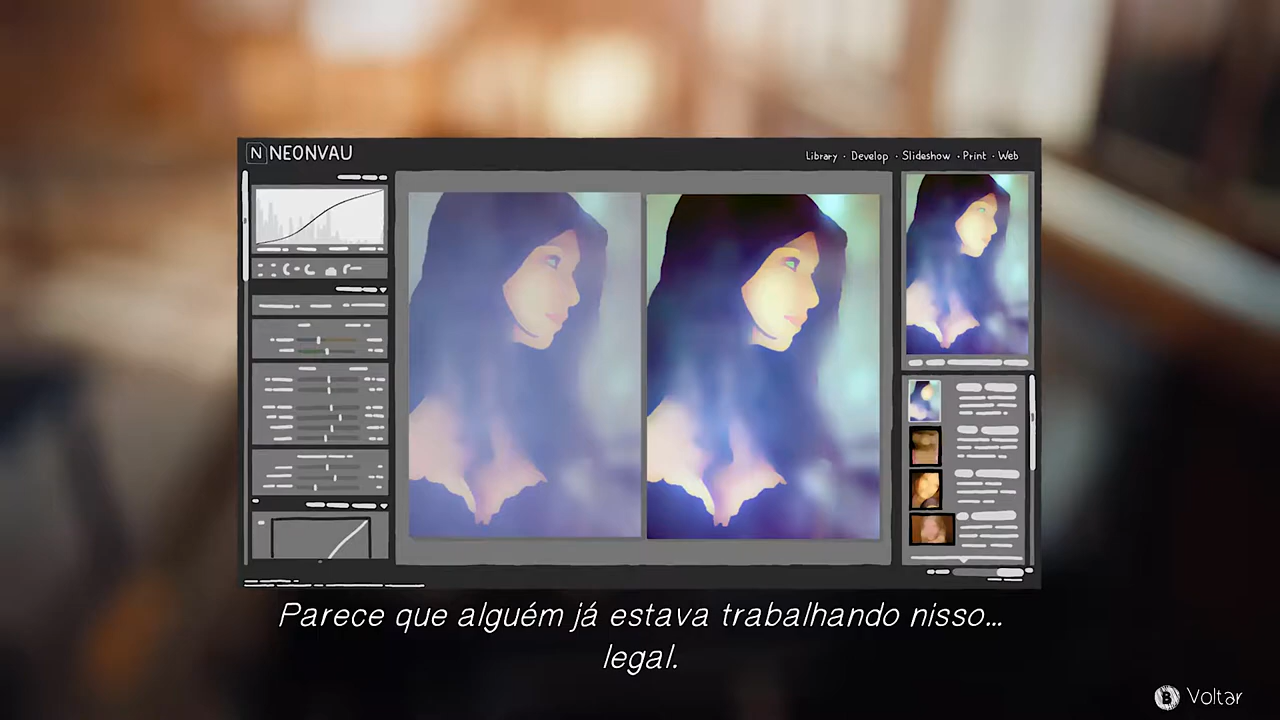 NEONVAU
Library · Develop · Slideshow · Print · Web
Parece que alguém já estava trabalhando nisso...
legal.
B Voltar